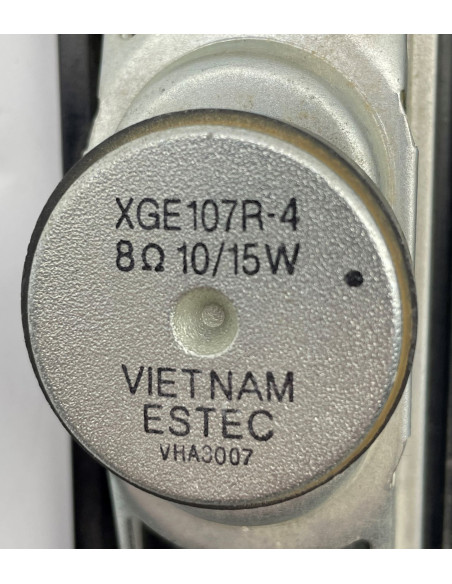 XGE107R-4
8Ω 10/15W
VIETNAM
ESTEC
VHA3007